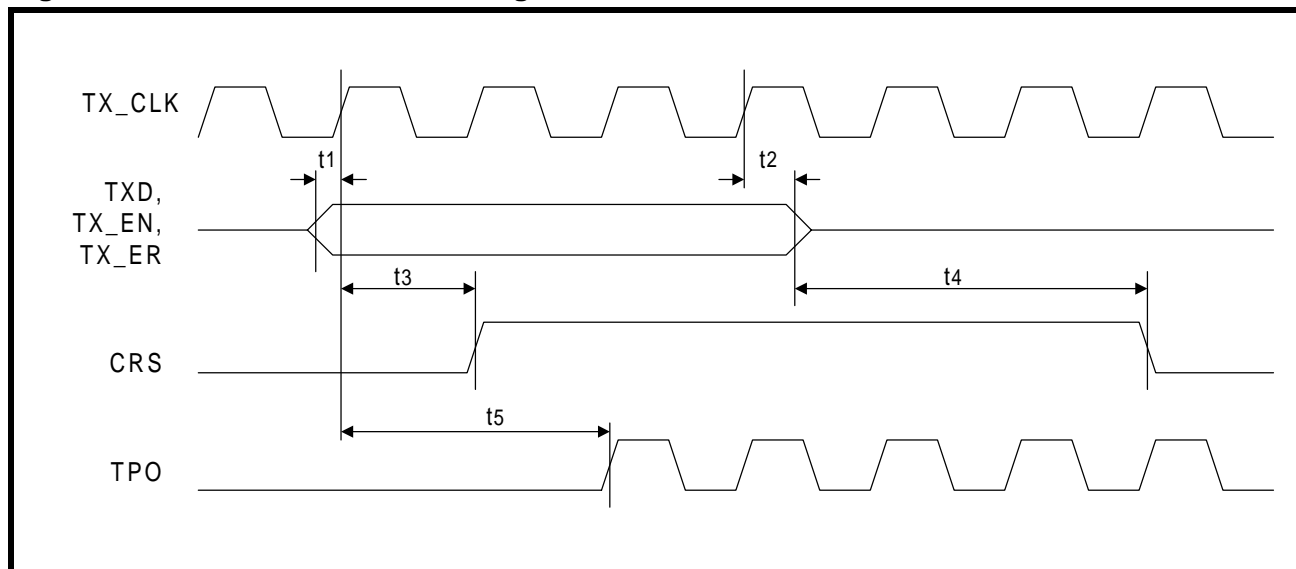 TX_CLK
t1
t2
TXD,
TX_EN,
TX_ER
t3
t4
CRS
t5
TPO